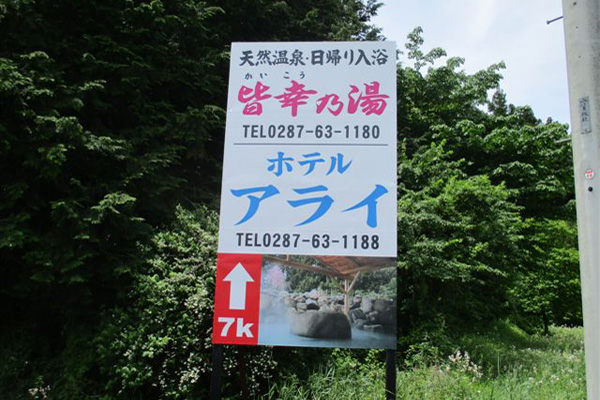 天然温泉・日帰り入浴
かいこう
皆幸乃湯
TEL0287-63-1180
ホテル
アライ
TEL0287-63-1188
7k